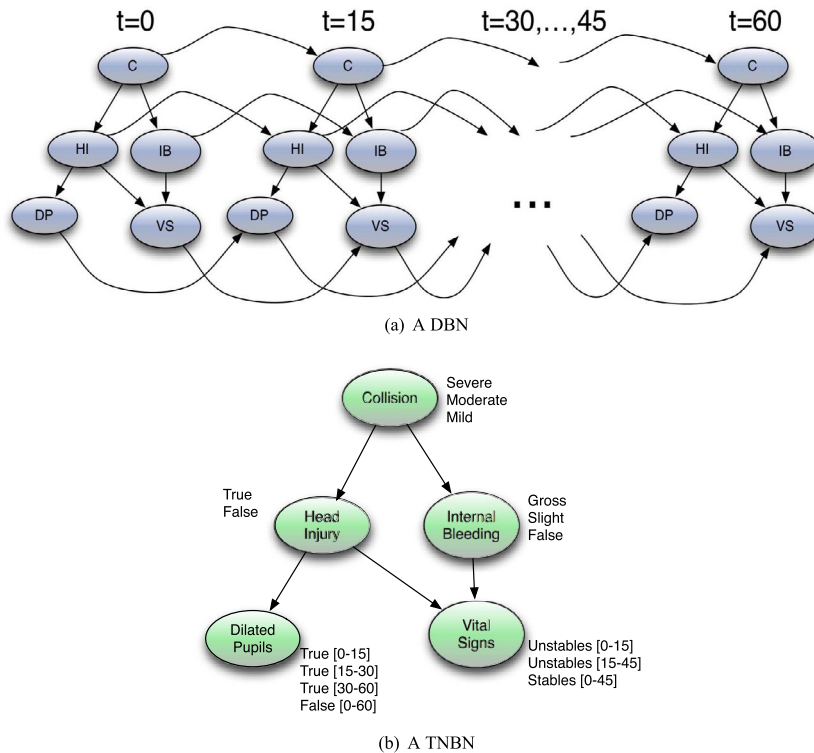 t=0 t=15 t=30,...,45 t=60
C C C
HI IB HI IB HI IB
DP VS DP VS DP VS
...
(a) A DBN
Collision
Severe
Moderate
Mild
True
False
Head
Injury
Internal
Bleeding
Gross
Slight
False
Dilated
Pupils
True [0-15]
True [15-30]
True [30-60]
False [0-60]
Vital
Signs
Unstables [0-15]
Unstables [15-45]
Stables [0-45]
(b) A TNBN